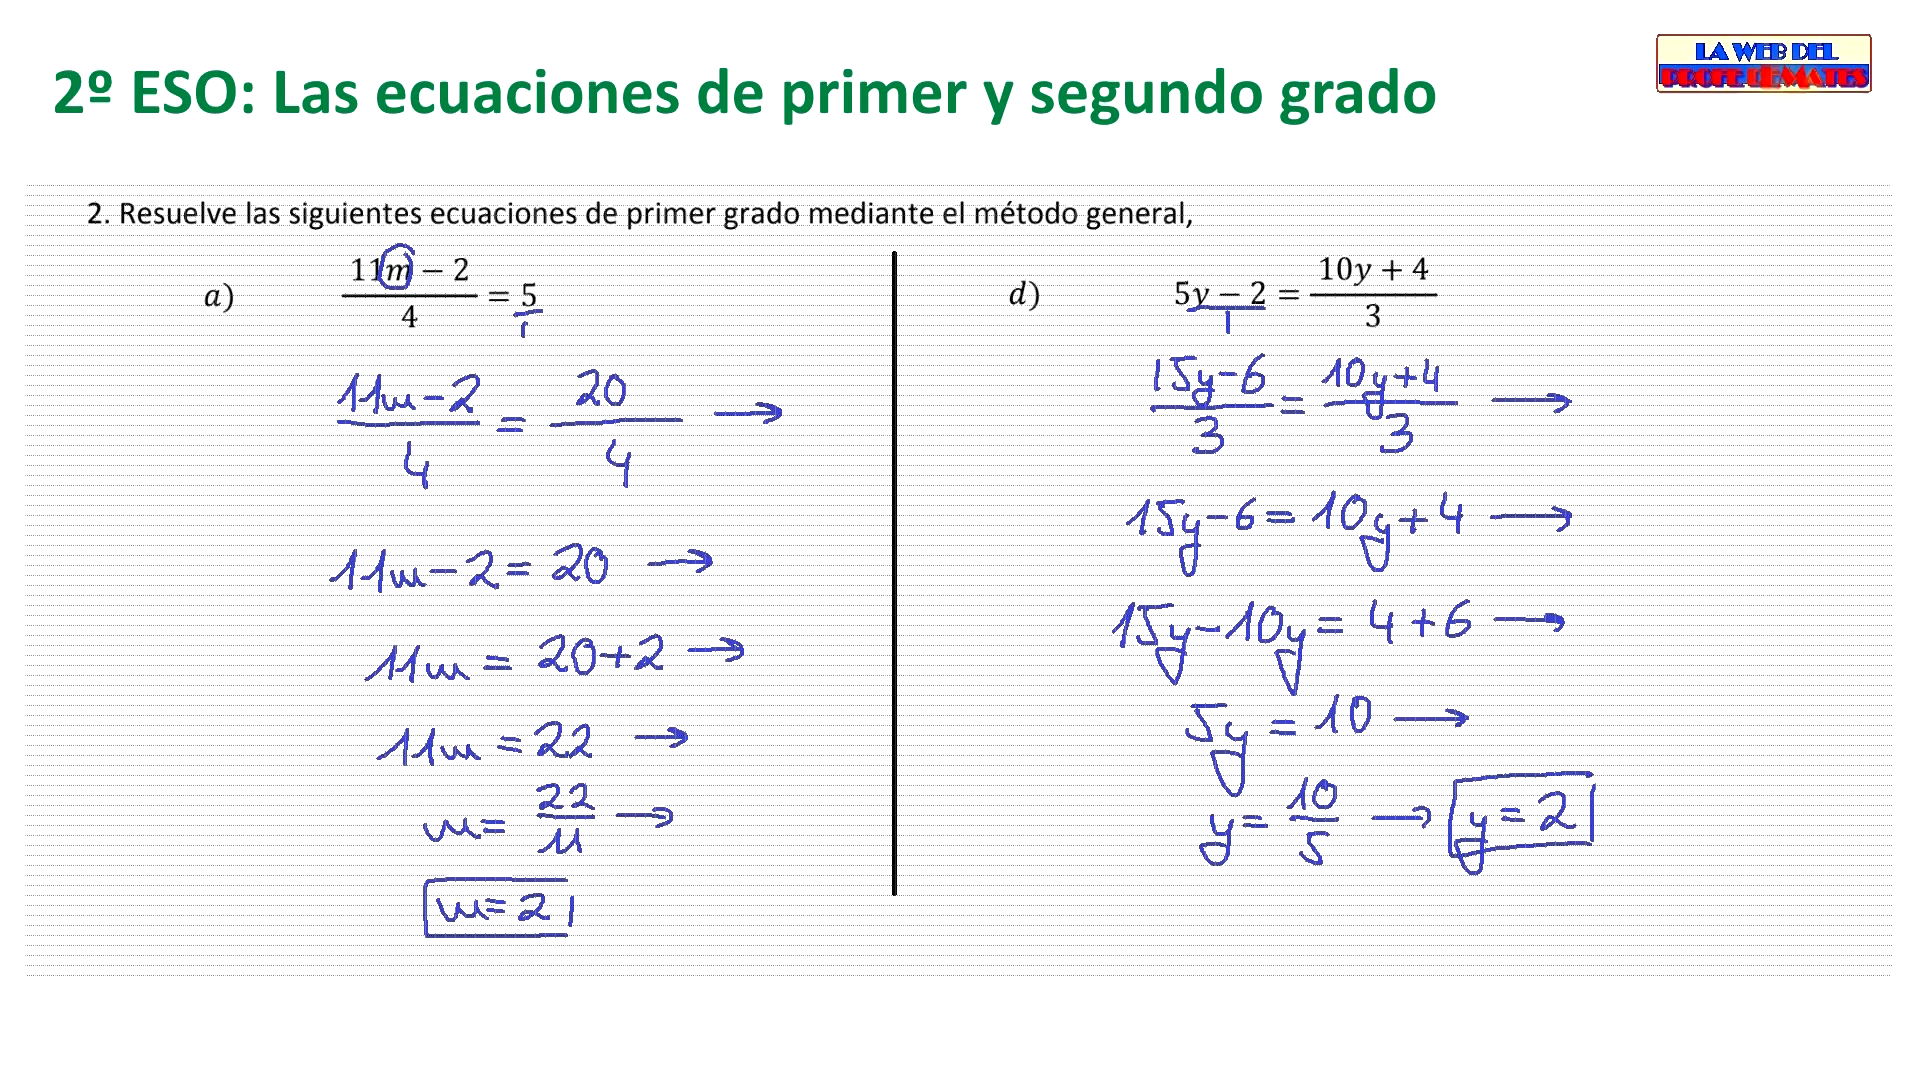 2º ESO: Las ecuaciones de primer y segundo grado
LA WEB DEL
PROFE DEMATES
2. Resuelve las siguientes ecuaciones de primer grado mediante el método general,
a) (11m − 2)/4 = 5/1
(11m-2)/4 = 20/4 →
11m-2 = 20 →
11m = 20+2 →
11m = 22 →
m = 22/11 →
m = 2
d) (5y − 2)/1 = (10y + 4)/3
(15y-6)/3 = (10y+4)/3 →
15y-6 = 10y+4 →
15y-10y = 4+6 →
5y = 10 →
y = 10/5 → y = 2